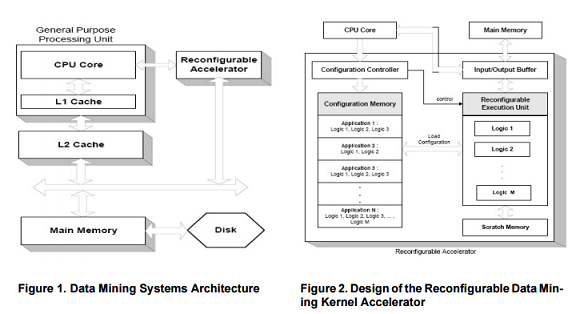 General Purpose
Processing Unit
CPU Core
L1 Cache
Reconfigurable
Accelerator
L2 Cache
Main Memory
Disk
Figure 1. Data Mining Systems Architecture
CPU Core
Main Memory
Configuration Controller
Input/Output Buffer
control
Configuration Memory
Application 1 :
Logic 1, Logic 2, Logic 3
Application 2 :
Logic 1, Logic 2
Application 3 :
Logic 1, Logic 2, Logic 3
Application N :
Logic 1, Logic 2, Logic 3, ... ,
Logic M
Load
Configuration
Reconfigurable
Execution Unit
Logic 1
Logic 2
Logic M
Scratch Memory
Reconfigurable Accelerator
Figure 2. Design of the Reconfigurable Data Min-
ing Kernel Accelerator